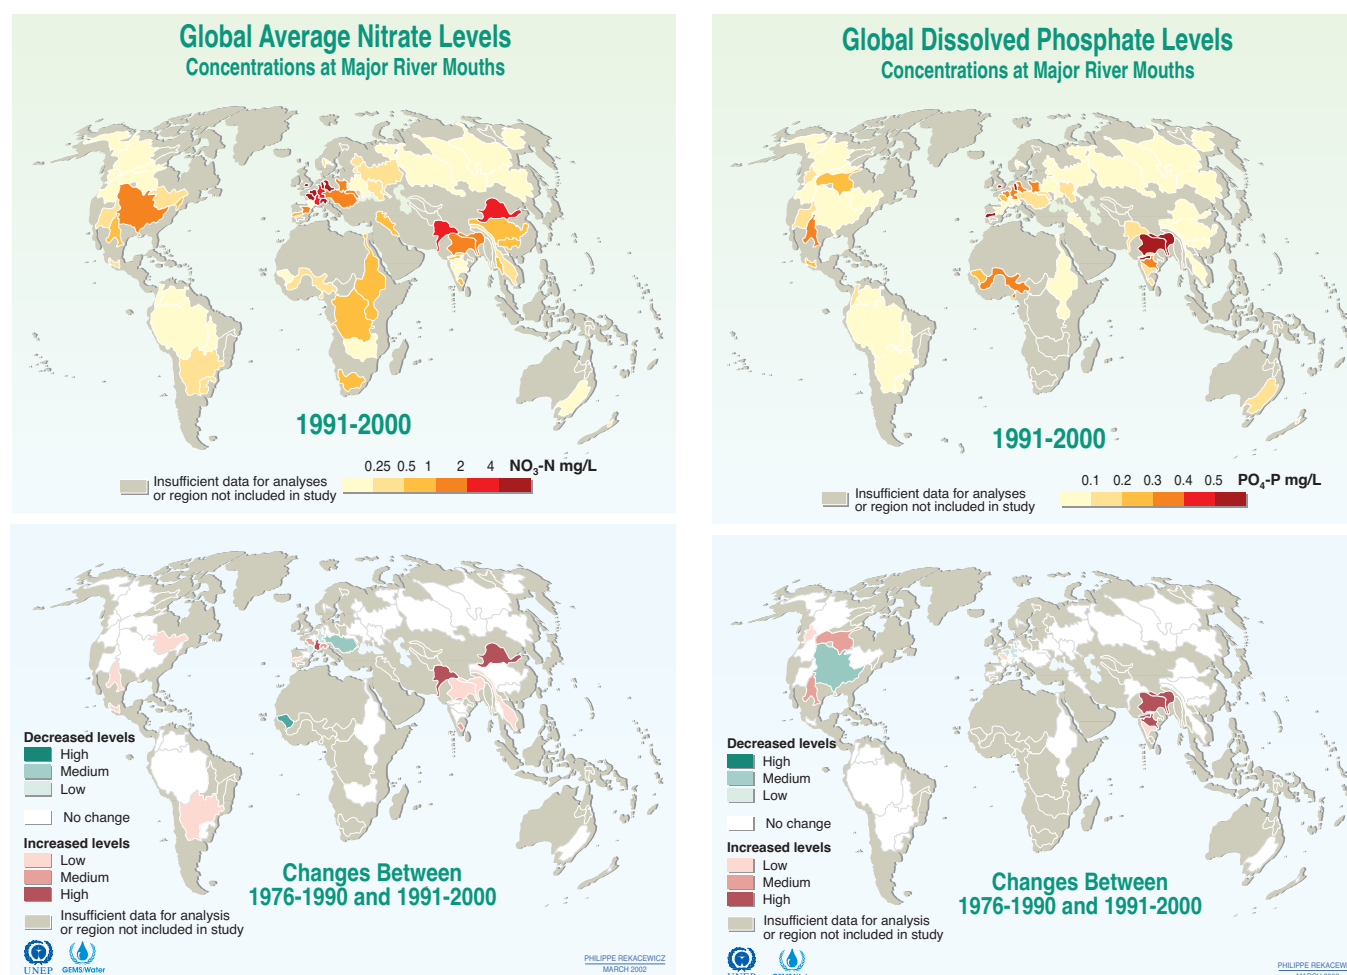 Global Average Nitrate Levels
Concentrations at Major River Mouths
1991-2000
0.25 0.5 1 2 4 NO3-N mg/L
Insufficient data for analyses
or region not included in study
Global Dissolved Phosphate Levels
Concentrations at Major River Mouths
1991-2000
0.1 0.2 0.3 0.4 0.5 PO4-P mg/L
Insufficient data for analyses
or region not included in study
Decreased levels
High
Medium
Low
No change
Increased levels
Low
Medium
High
Insufficient data for analysis
or region not included in study
Changes Between
1976-1990 and 1991-2000
UNEP GEMS/Water
PHILIPPE REKACEWICZ
MARCH 2002
Decreased levels
High
Medium
Low
No change
Increased levels
Low
Medium
High
Insufficient data for analysis
or region not included in study
Changes Between
1976-1990 and 1991-2000
PHILIPPE REKACEW